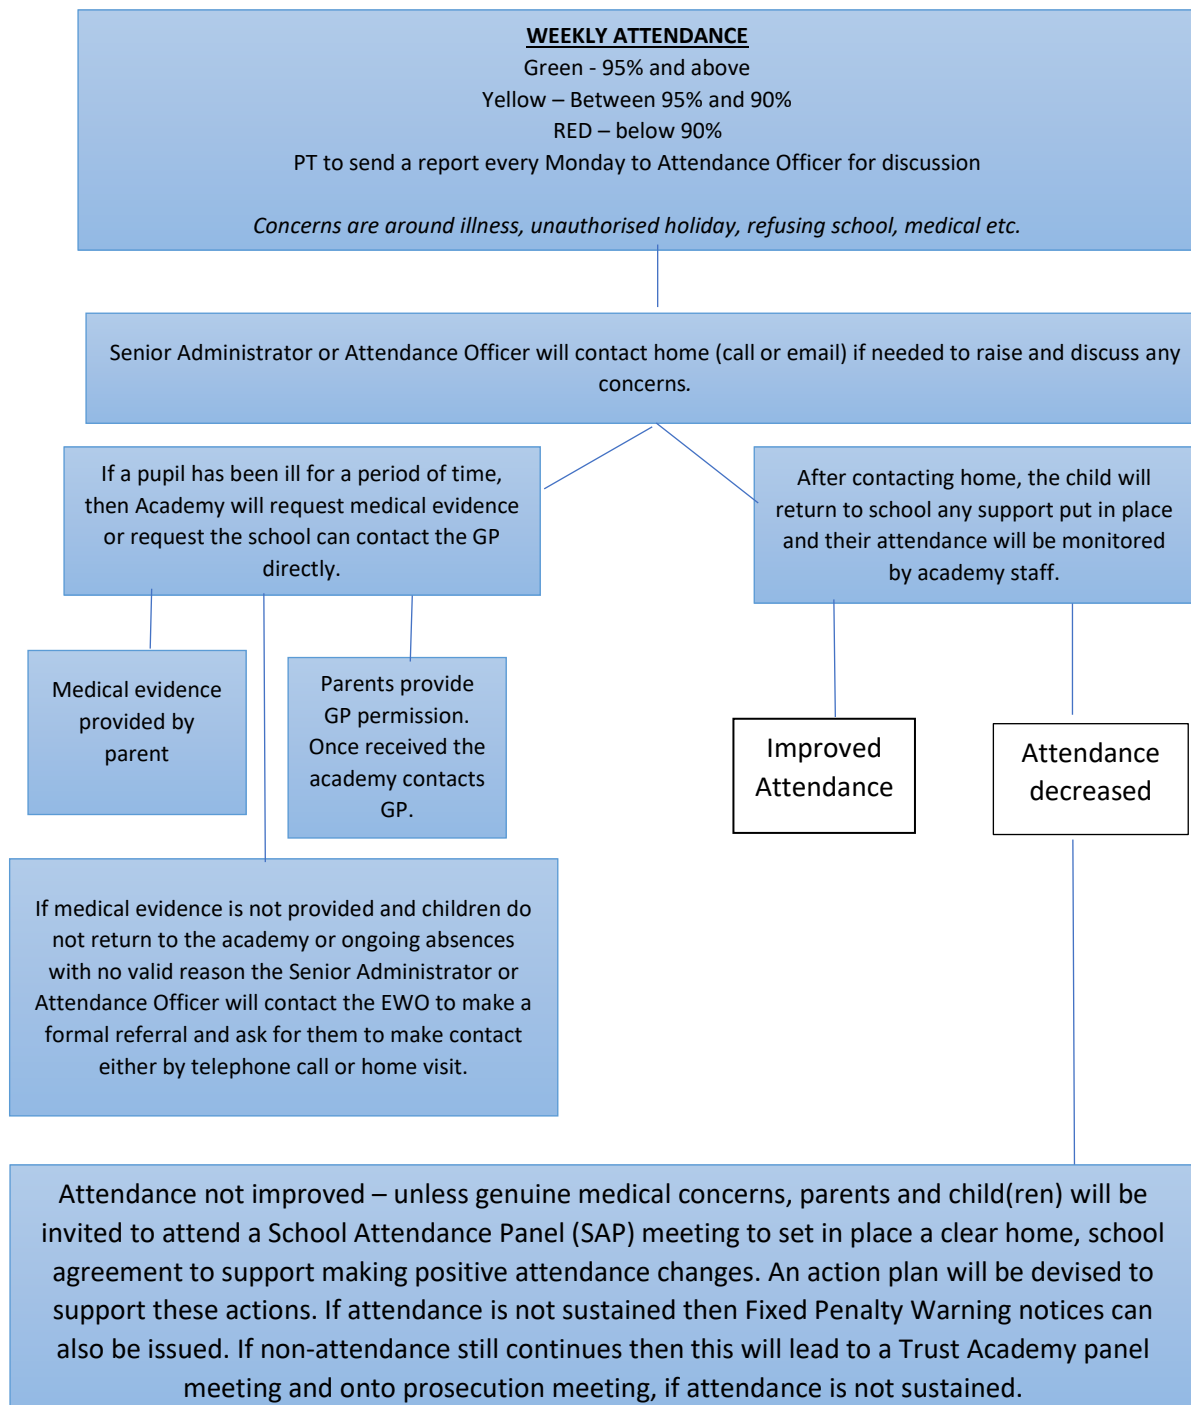 WEEKLY ATTENDANCE
Green - 95% and above
Yellow – Between 95% and 90%
RED – below 90%
PT to send a report every Monday to Attendance Officer for discussion
Concerns are around illness, unauthorised holiday, refusing school, medical etc.
Senior Administrator or Attendance Officer will contact home (call or email) if needed to raise and discuss any
concerns.
If a pupil has been ill for a period of time,
then Academy will request medical evidence
or request the school can contact the GP
directly.
After contacting home, the child will
return to school any support put in place
and their attendance will be monitored
by academy staff.
Medical evidence
provided by
parent
Parents provide
GP permission.
Once received the
academy contacts
GP.
Improved
Attendance
Attendance
decreased
If medical evidence is not provided and children do
not return to the academy or ongoing absences
with no valid reason the Senior Administrator or
Attendance Officer will contact the EWO to make a
formal referral and ask for them to make contact
either by telephone call or home visit.
Attendance not improved – unless genuine medical concerns, parents and child(ren) will be
invited to attend a School Attendance Panel (SAP) meeting to set in place a clear home, school
agreement to support making positive attendance changes. An action plan will be devised to
support these actions. If attendance is not sustained then Fixed Penalty Warning notices can
also be issued. If non-attendance still continues then this will lead to a Trust Academy panel
meeting and onto prosecution meeting, if attendance is not sustained.